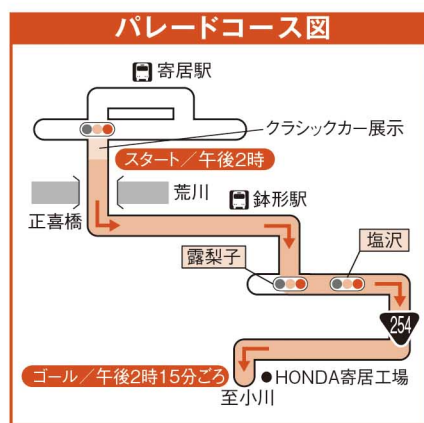 パレードコース図
寄居駅
クラシックカー展示
スタート／午後2時
荒川
正喜橋
鉢形駅
塩沢
露梨子
254
ゴール／午後2時15分ごろ
●HONDA寄居工場
至小川